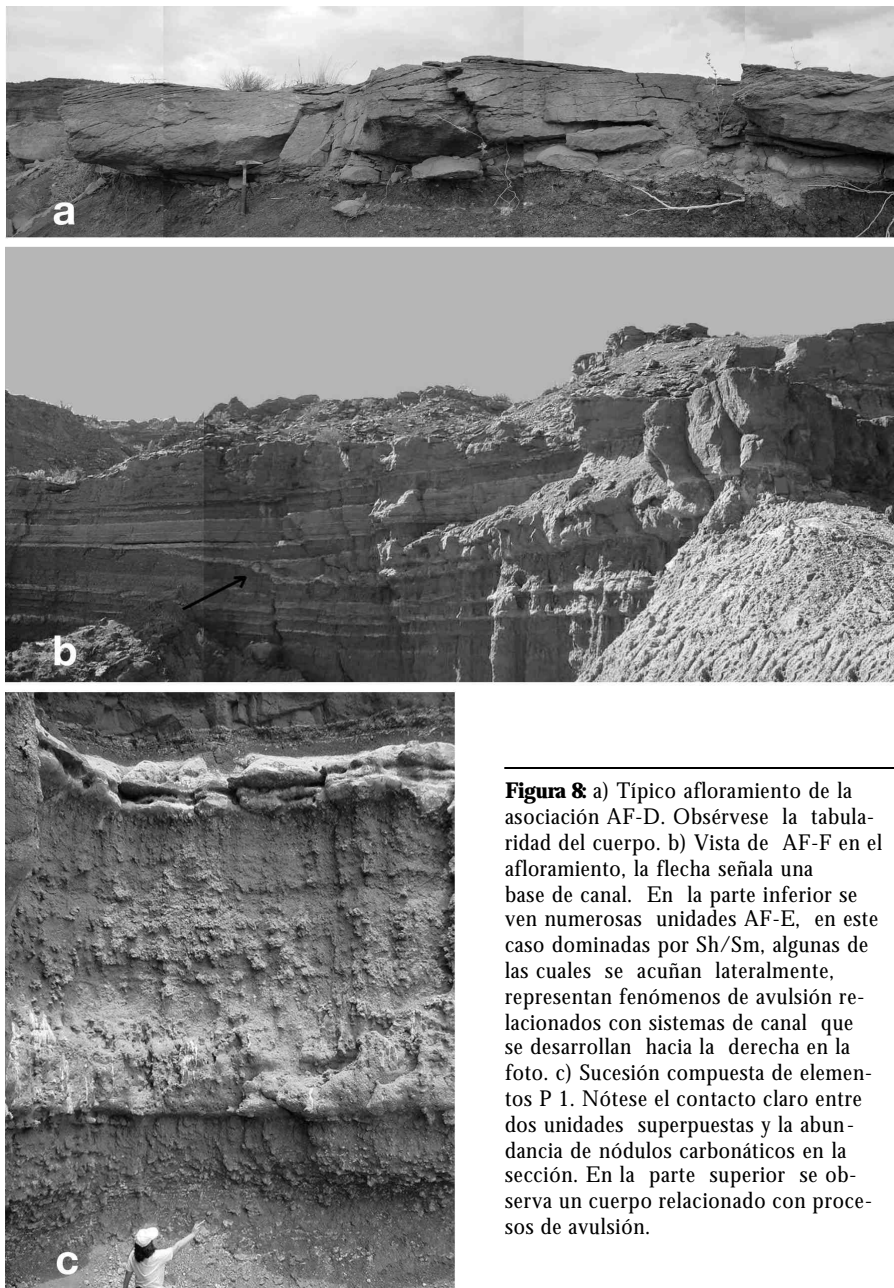 a
b
c
Figura 8: a) Típico afloramiento de la
asociación AF-D. Obsérvese la tabula-
ridad del cuerpo. b) Vista de AF-F en el
afloramiento, la flecha señala una
base de canal. En la parte inferior se
ven numerosas unidades AF-E, en este
caso dominadas por Sh/Sm, algunas de
las cuales se acuñan lateralmente,
representan fenómenos de avulsión re-
lacionados con sistemas de canal que
se desarrollan hacia la derecha en la
foto. c) Sucesión compuesta de elemen-
tos P 1. Nótese el contacto claro entre
dos unidades superpuestas y la abun-
dancia de nódulos carbonáticos en la
sección. En la parte superior se ob-
serva un cuerpo relacionado con proce-
sos de avulsión.